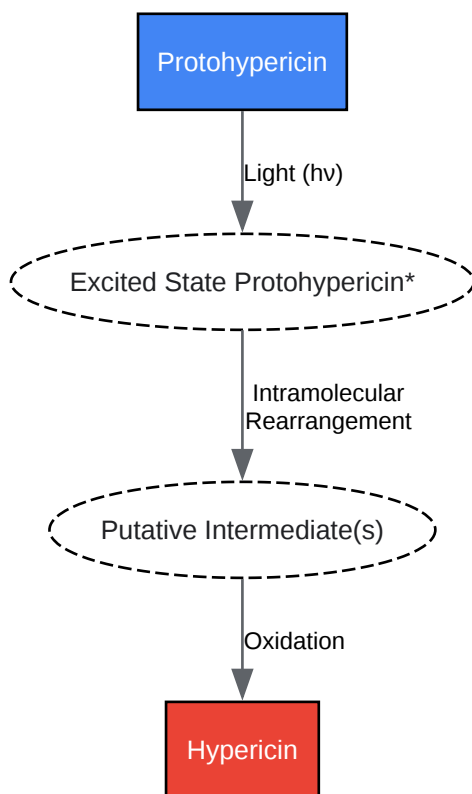 Protohypericin
Light (hν)
Excited State Protohypericin*
Intramolecular
Rearrangement
Putative Intermediate(s)
Oxidation
Hypericin